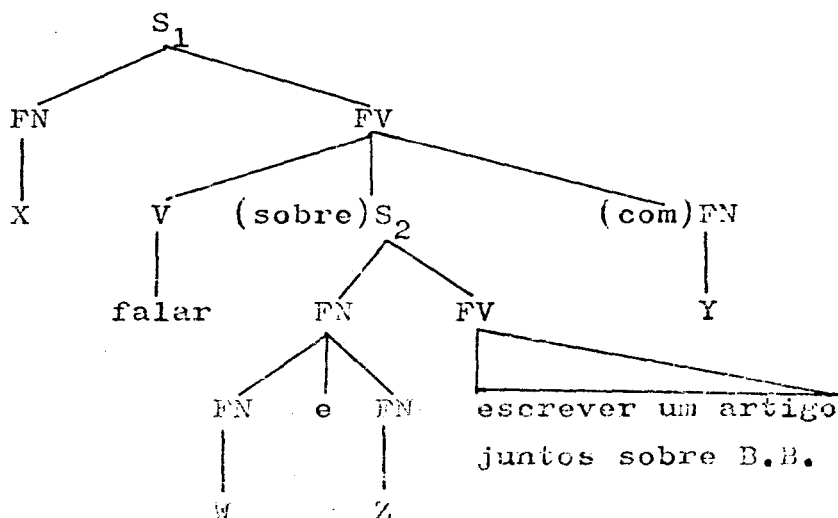 S1
FN FV
X V (sobre)S2 (com)FN
falar FN FV Y
FN e FN escrever um artigo
juntos sobre B.B.
W Z